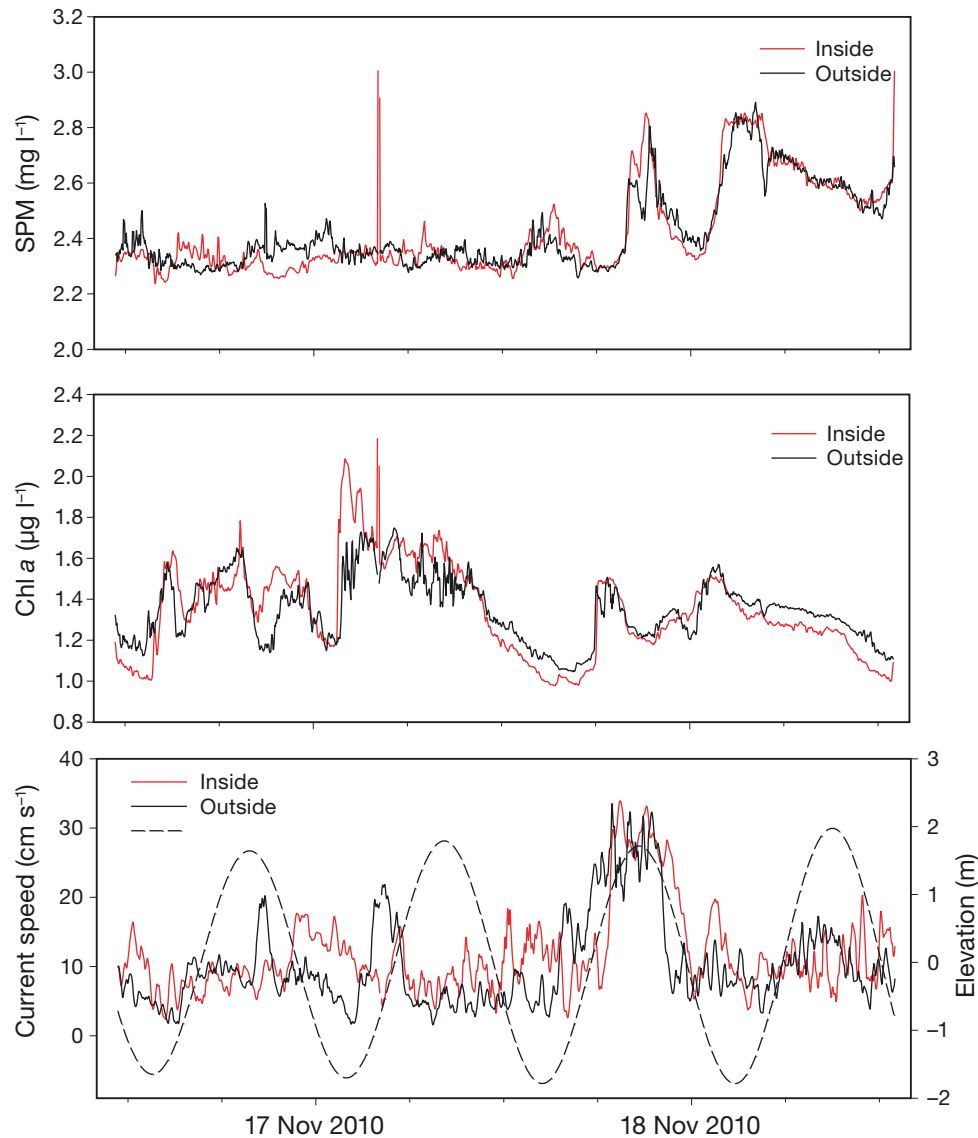 3.2
3.0
2.8
2.6
2.4
2.2
2.0
SPM (mg l⁻¹)
Inside
Outside
2.4
2.2
2.0
1.8
1.6
1.4
1.2
1.0
0.8
Chl a (µg l⁻¹)
Inside
Outside
40
30
20
10
0
Current speed (cm s⁻¹)
Inside
Outside
3
2
1
0
−1
−2
Elevation (m)
17 Nov 2010
18 Nov 2010